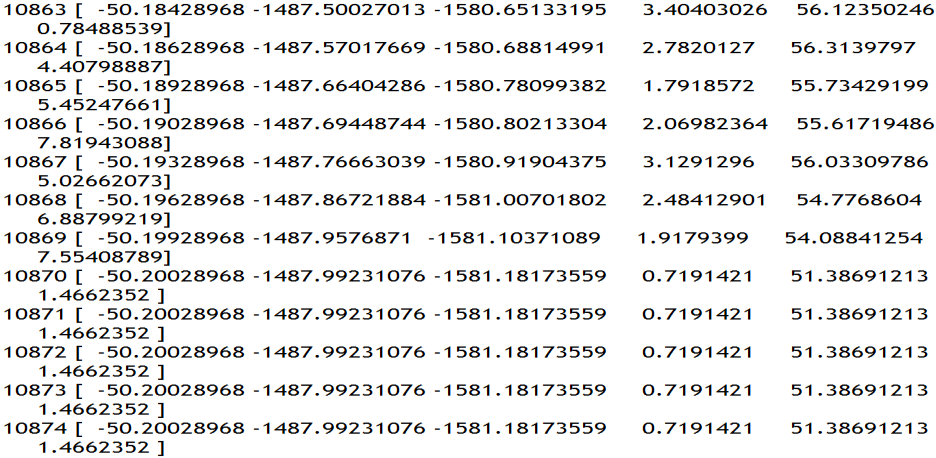 10863 [ -50.18428968 -1487.50027013 -1580.65133195 3.40403026 56.12350246
0.78488539]
10864 [ -50.18628968 -1487.57017669 -1580.68814991 2.7820127 56.3139797
4.40798887]
10865 [ -50.18928968 -1487.66404286 -1580.78099382 1.7918572 55.73429199
5.45247661]
10866 [ -50.19028968 -1487.69448744 -1580.80213304 2.06982364 55.61719486
7.81943088]
10867 [ -50.19328968 -1487.76663039 -1580.91904375 3.1291296 56.03309786
5.02662073]
10868 [ -50.19628968 -1487.86721884 -1581.00701802 2.48412901 54.7768604
6.88799219]
10869 [ -50.19928968 -1487.9576871 -1581.10371089 1.9179399 54.08841254
7.55408789]
10870 [ -50.20028968 -1487.99231076 -1581.18173559 0.7191421 51.38691213
1.4662352 ]
10871 [ -50.20028968 -1487.99231076 -1581.18173559 0.7191421 51.38691213
1.4662352 ]
10872 [ -50.20028968 -1487.99231076 -1581.18173559 0.7191421 51.38691213
1.4662352 ]
10873 [ -50.20028968 -1487.99231076 -1581.18173559 0.7191421 51.38691213
1.4662352 ]
10874 [ -50.20028968 -1487.99231076 -1581.18173559 0.7191421 51.38691213
1.4662352 ]